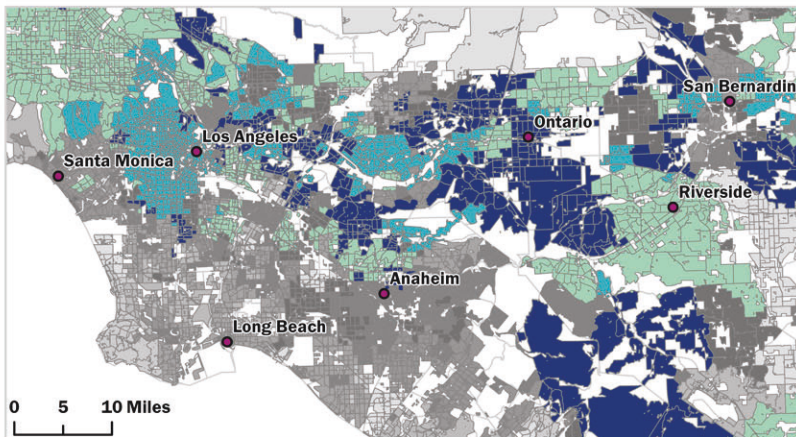 San Bernardin
Los Angeles
Ontario
Santa Monica
Riverside
Anaheim
Long Beach
0 5 10 Miles